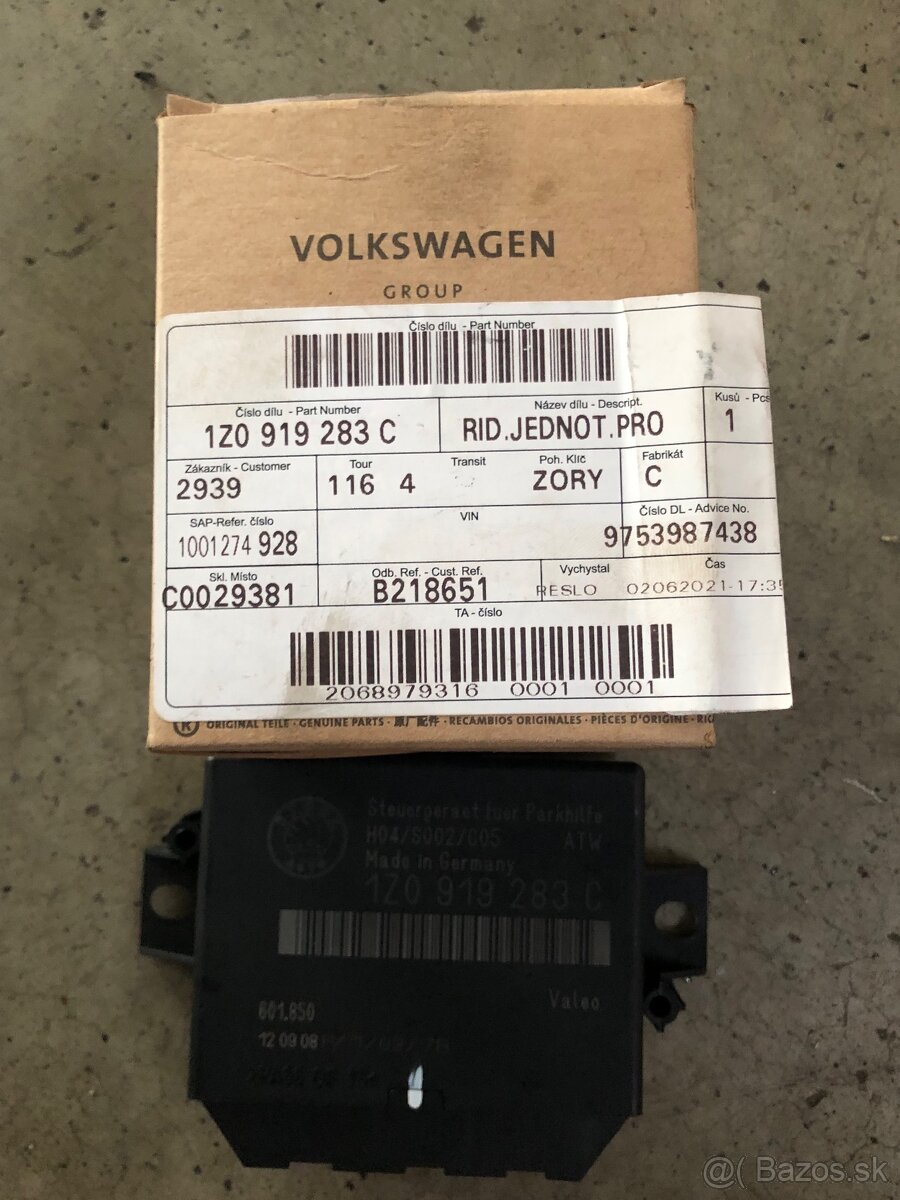 VOLKSWAGEN
GROUP
Číslo dílu - Part Number
Číslo dílu - Part Number
1Z0 919 283 C
Název dílu - Descript.
RID.JEDNOT.PRO
Kusů - Pcs
1
Zákazník - Customer
2939
Tour
116 4
Transit
Poh. Klíč
ZORY
Fabrikát
C
SAP-Refer. číslo
1001274 928
VIN
Číslo DL - Advice No.
9753987438
Skl. Místo
C0029381
Odb. Ref. - Cust. Ref.
B218651
Vychystal
RESLO
Čas
02062021-17:35
TA - číslo
2068979316 0001 0001
ORIGINAL TEILE · GENUINE PARTS · 原厂配件 · RECAMBIOS ORIGINALES · PIÈCES D'ORIGINE · RIC
Steuergeraet fuer Parkhilfe
H04/S002/C05 ATW
Made in Germany
1Z0 919 283 C
Valeo
601.850
12 09 08
@( Bazos.sk